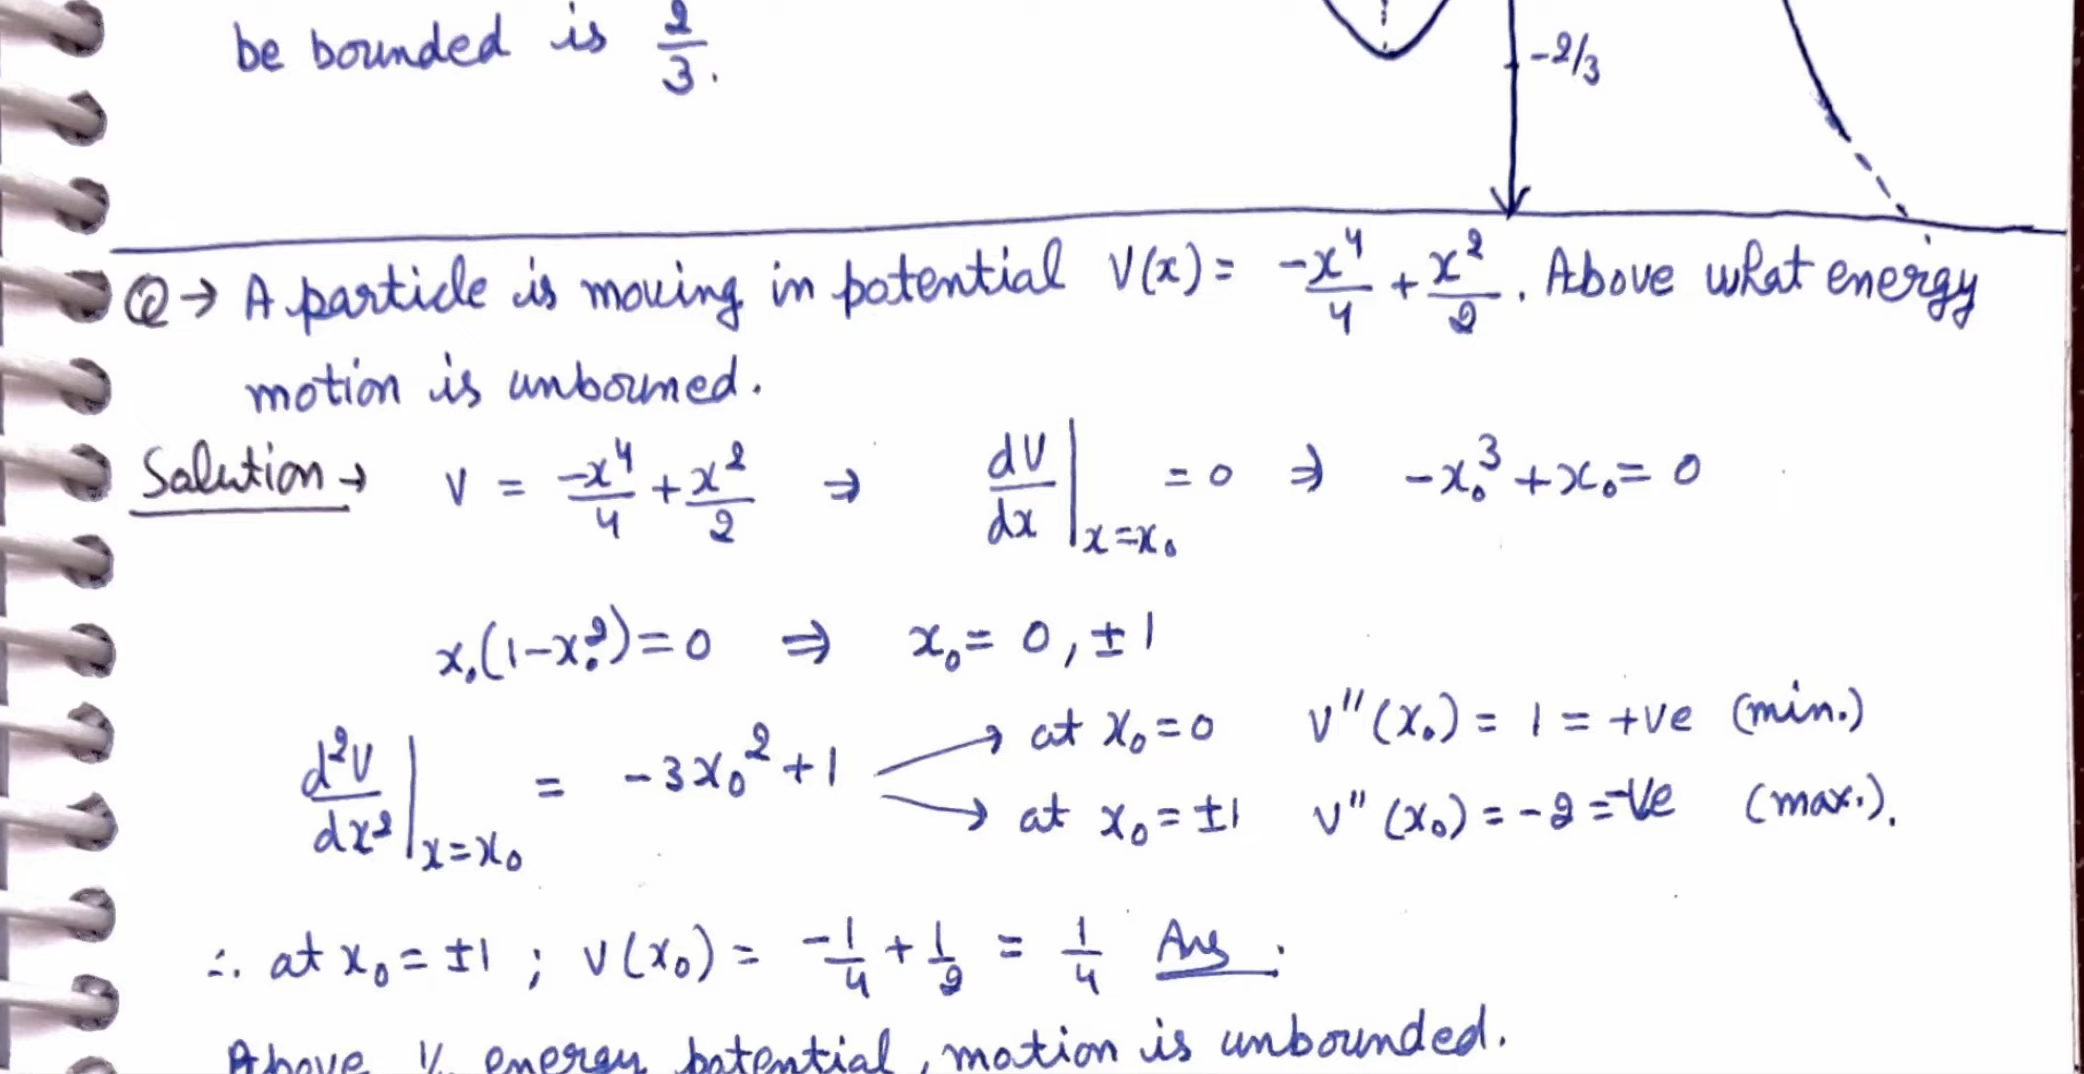 be bounded is 2/3.
-2/3
Q→ A particle is moving in potential V(x) = -x⁴/4 + x²/2. Above what energy
motion is unbouned.
Solution → V = -x⁴/4 + x²/2 ⇒ dV/dx|x=x₀ = 0 ⇒ -x₀³ + x₀ = 0
x₀(1-x₀²) = 0 ⇒ x₀ = 0, ±1
d²V/dx²|x=x₀ = -3x₀² + 1
→ at x₀=0 V''(x₀) = 1 = +ve (min.)
→ at x₀=±1 V''(x₀) = -2 = -ve (max.).
∴ at x₀ = ±1 ; V(x₀) = -1/4 + 1/2 = 1/4 Ans.
Above energy potential, motion is unbounded.